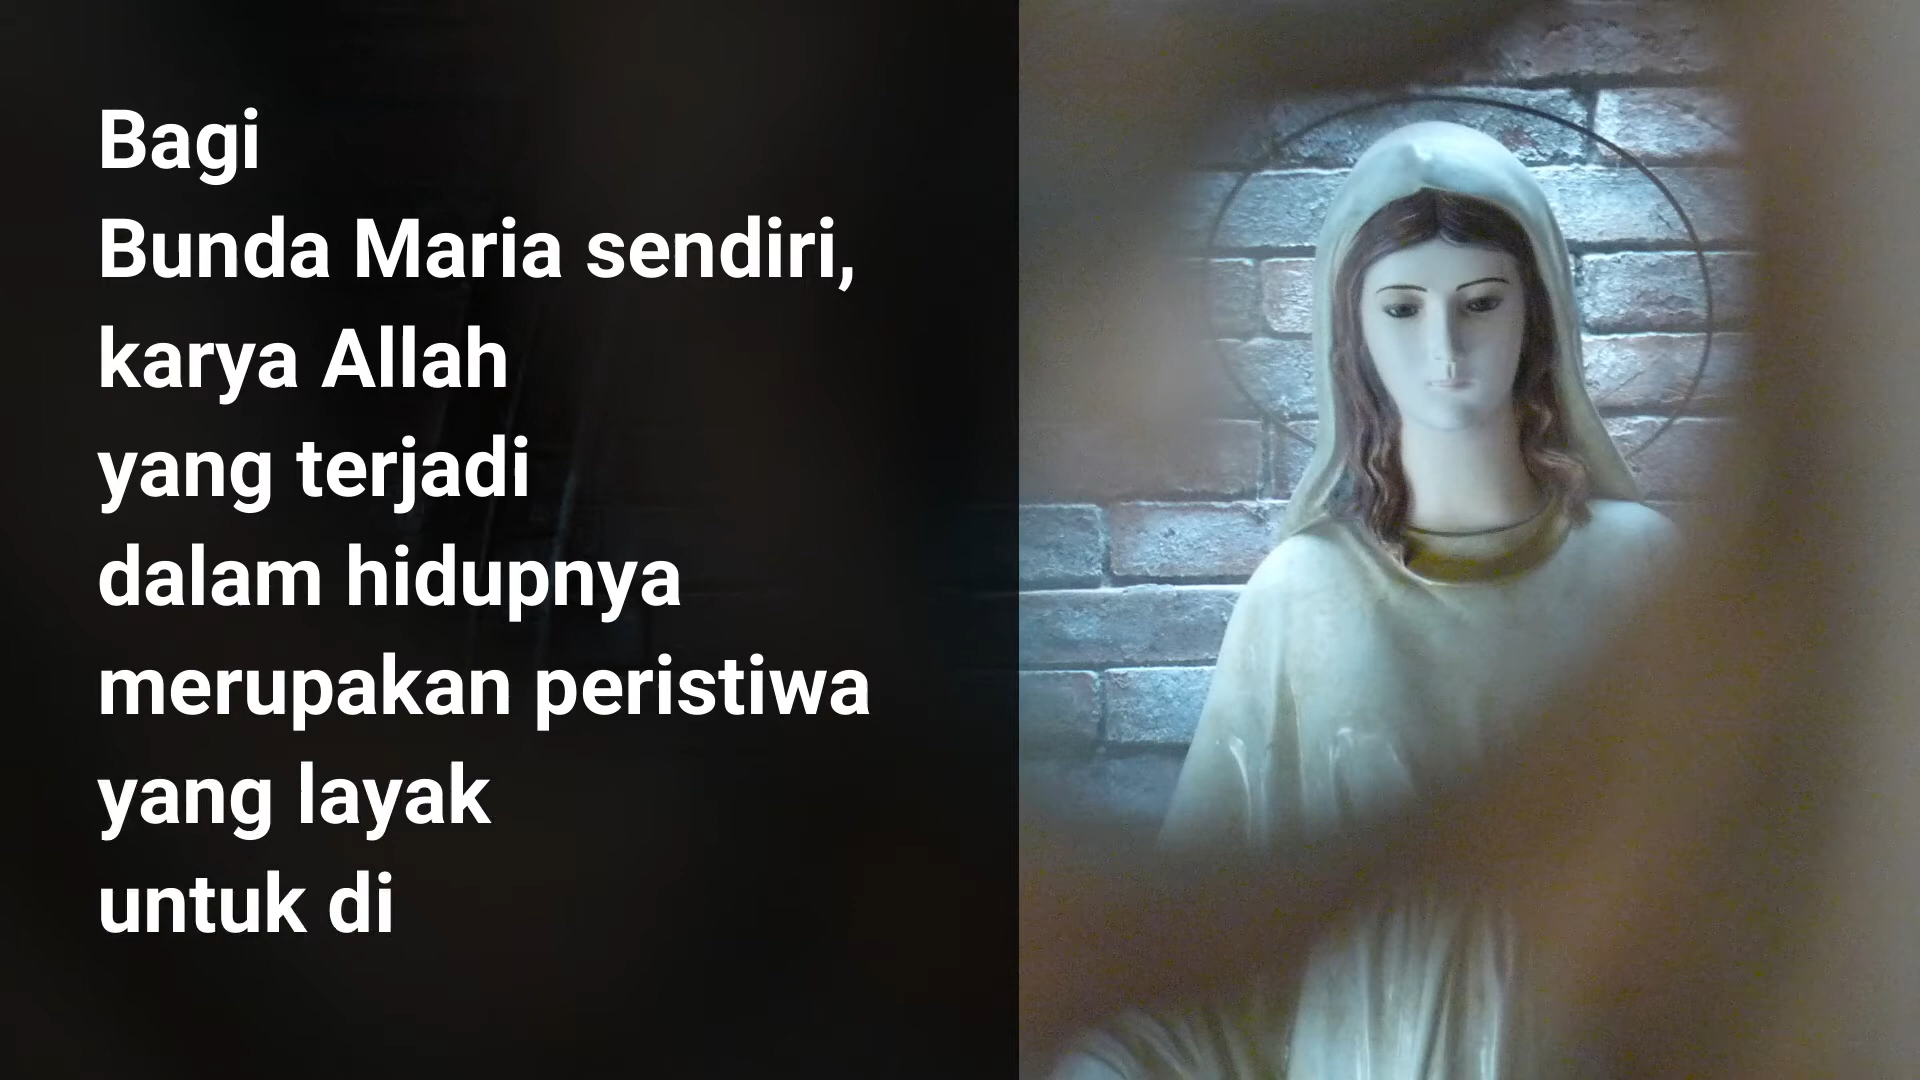 Bagi
Bunda Maria sendiri,
karya Allah
yang terjadi
dalam hidupnya
merupakan peristiwa
yang layak
untuk di